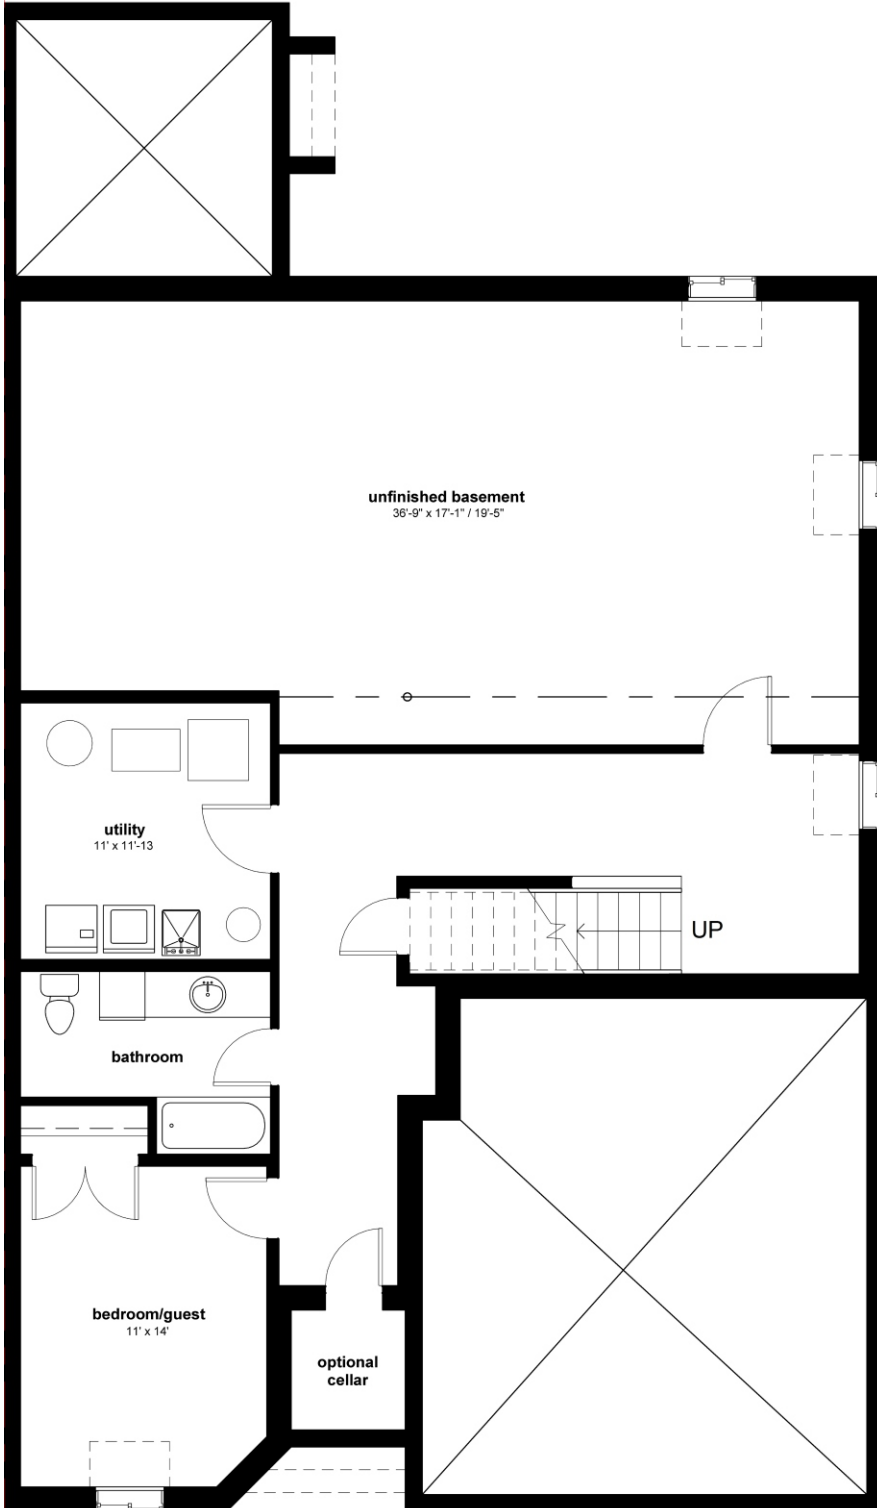 unfinished basement
36'-9" x 17'-1" / 19'-5"
utility
11' x 11'-13
UP
bathroom
bedroom/guest
11' x 14'
optional
cellar